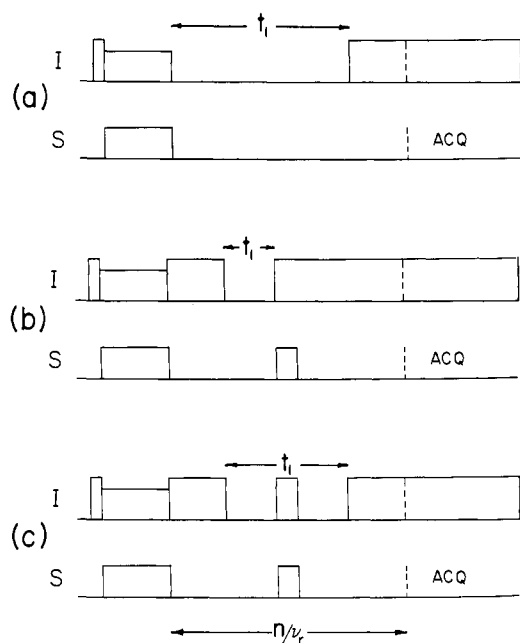 t₁
I
(a)
S ACQ
t₁
I
(b)
S ACQ
t₁
I
(c)
S ACQ
n/νᵣ